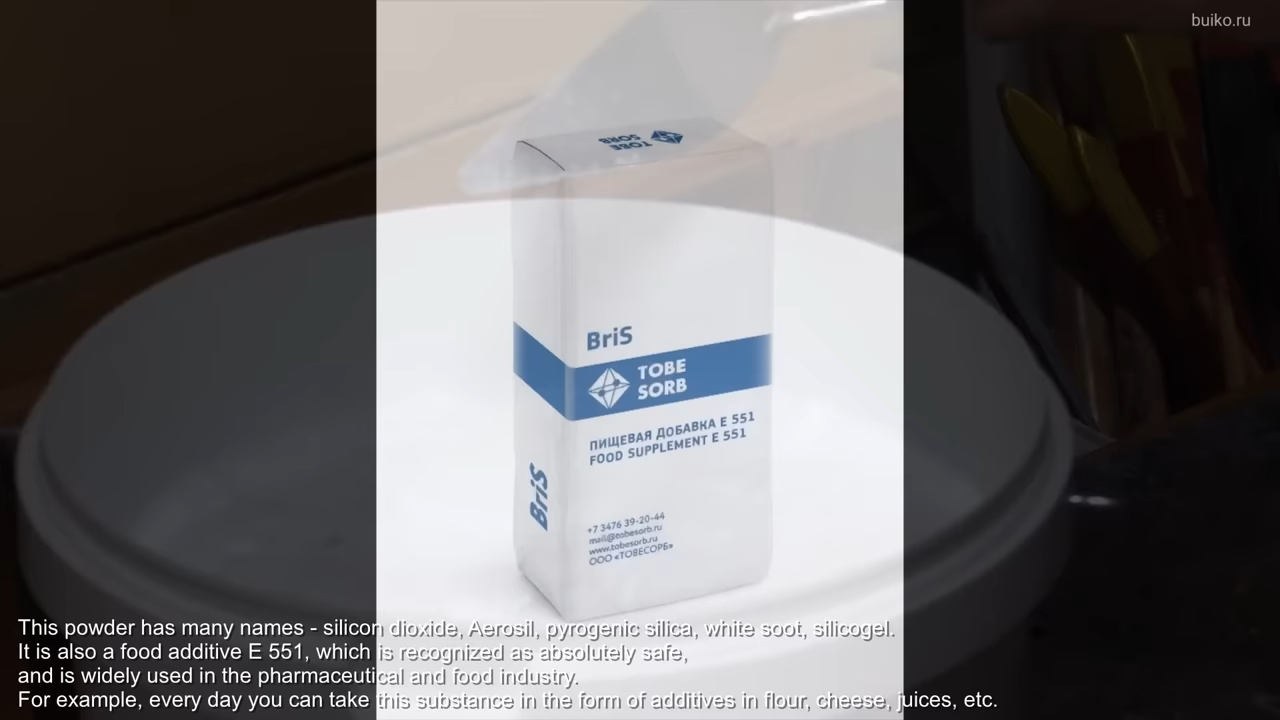 buiko.ru
TOBE
SORB
BriS
TOBE
SORB
ПИЩЕВАЯ ДОБАВКА E 551
FOOD SUPPLEMENT E 551
BriS
+7 3476 39-20-44
mail@tobesorb.ru
www.tobesorb.ru
ООО «ТОВЕСОРБ»
This powder has many names - silicon dioxide, Aerosil, pyrogenic silica, white soot, silicogel.
It is also a food additive E 551, which is recognized as absolutely safe,
and is widely used in the pharmaceutical and food industry.
For example, every day you can take this substance in the form of additives in flour, cheese, juices, etc.